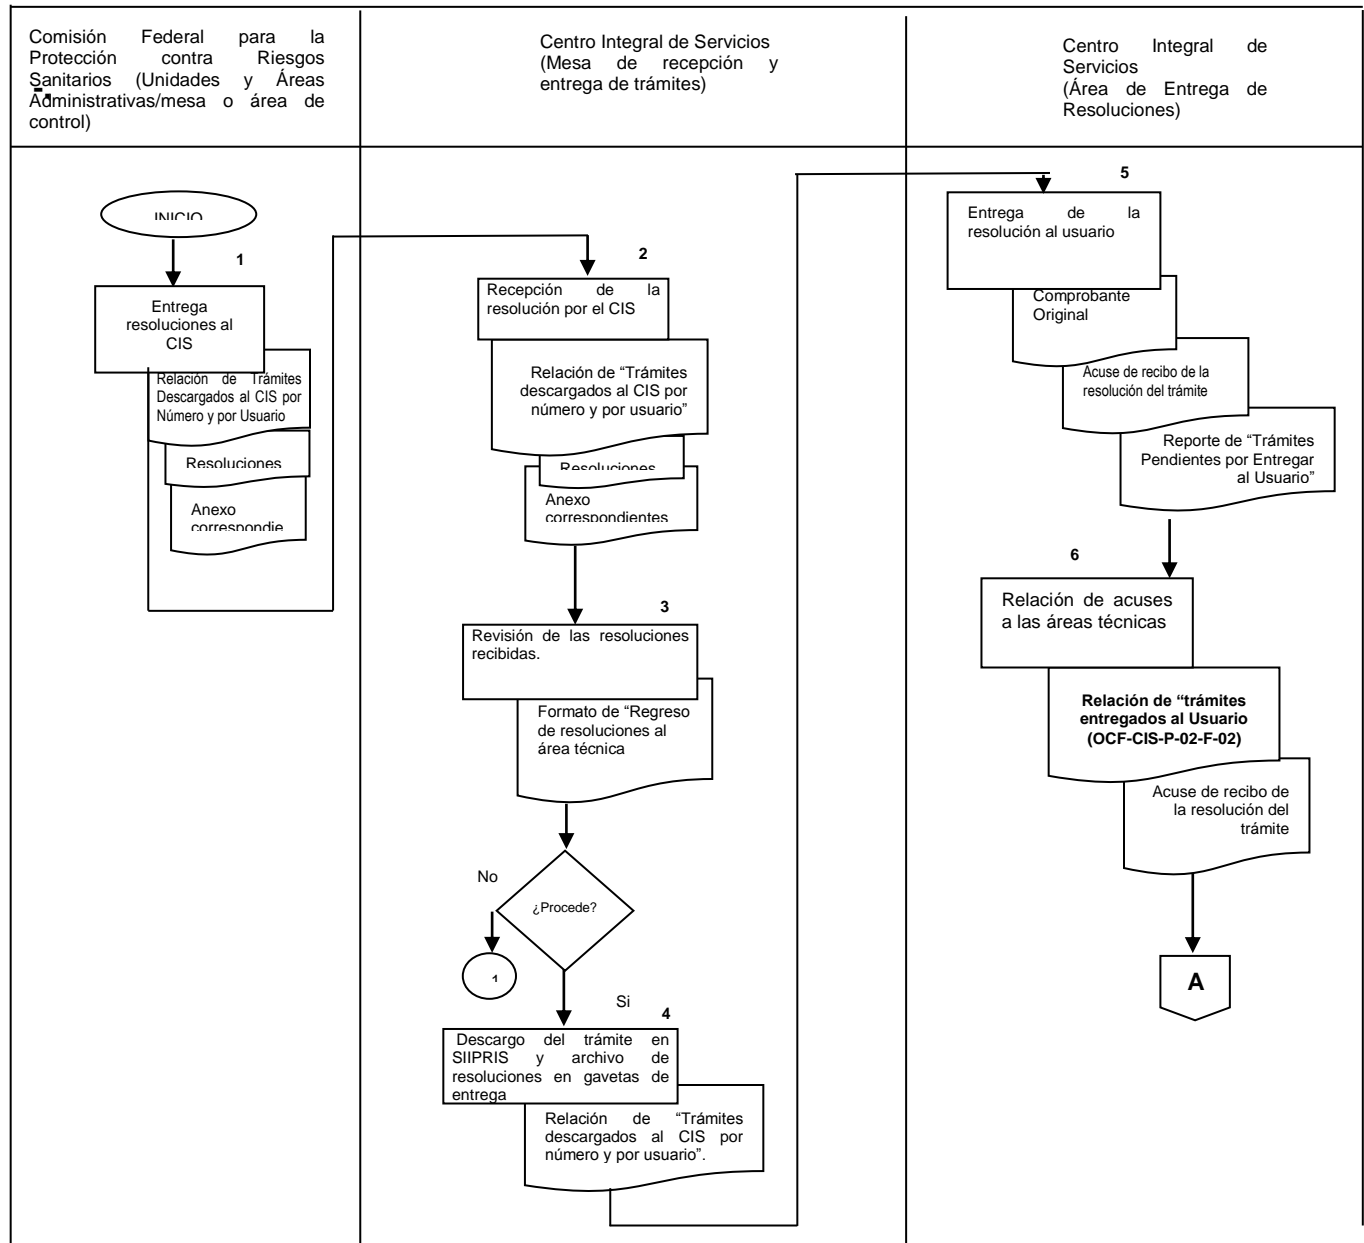 Comisión Federal para la
Protección contra Riesgos
Sanitarios (Unidades y Áreas
Administrativas/mesa o área de
control)
Centro Integral de Servicios
(Mesa de recepción y
entrega de trámites)
Centro Integral de
Servicios
(Área de Entrega de
Resoluciones)
INICIO
1
Entrega
resoluciones al
CIS
Relación de Trámites
Descargados al CIS por
Número y por Usuario
Resoluciones
Anexo
correspondie
2
Recepción de la
resolución por el CIS
Relación de “Trámites
descargados al CIS por
número y por usuario”
Resoluciones
Anexo
correspondientes
3
Revisión de las resoluciones
recibidas.
Formato de “Regreso
de resoluciones al
área técnica
¿Procede?
No
1
Si
4
Descargo del trámite en
SIIPRIS y archivo de
resoluciones en gavetas de
entrega
Relación de “Trámites
descargados al CIS por
número y por usuario”.
5
Entrega de la
resolución al usuario
Comprobante
Original
Acuse de recibo de la
resolución del trámite
Reporte de “Trámites
Pendientes por Entregar
al Usuario”
6
Relación de acuses
a las áreas técnicas
Relación de “trámites
entregados al Usuario
(OCF-CIS-P-02-F-02)
Acuse de recibo de
la resolución del
trámite
A